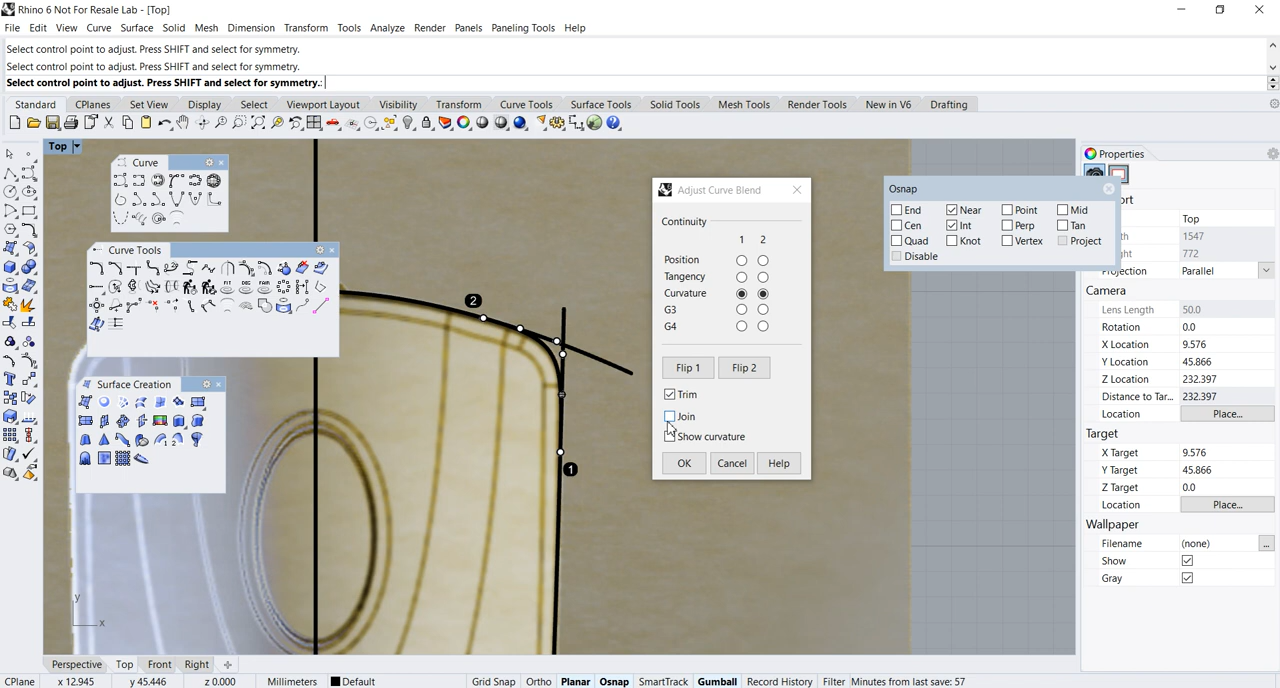 Rhino 6 Not For Resale Lab - [Top]
File Edit View Curve Surface Solid Mesh Dimension Transform Tools Analyze Render Panels Paneling Tools Help
Select control point to adjust. Press SHIFT and select for symmetry.
Select control point to adjust. Press SHIFT and select for symmetry.
Select control point to adjust. Press SHIFT and select for symmetry.:
Standard CPlanes Set View Display Select Viewport Layout Visibility Transform Curve Tools Surface Tools Solid Tools Mesh Tools Render Tools New in V6 Drafting
Top
Curve
Curve Tools
Surface Creation
2
1
y
x
Adjust Curve Blend
Continuity
1 2
Position
Tangency
Curvature
G3
G4
Flip 1 Flip 2
Trim
Join
Show curvature
OK Cancel Help
Osnap
End Near Point Mid
Cen Int Perp Tan
Quad Knot Vertex Project
Disable
Properties
Top
1547
772
Projection Parallel
Camera
Lens Length 50.0
Rotation 0.0
X Location 9.576
Y Location 45.866
Z Location 232.397
Distance to Tar... 232.397
Location Place...
Target
X Target 9.576
Y Target 45.866
Z Target 0.0
Location Place...
Wallpaper
Filename (none) ...
Show
Gray
Perspective Top Front Right
CPlane x 12.945 y 45.446 z 0.000 Millimeters Default Grid Snap Ortho Planar Osnap SmartTrack Gumball Record History Filter Minutes from last save: 57